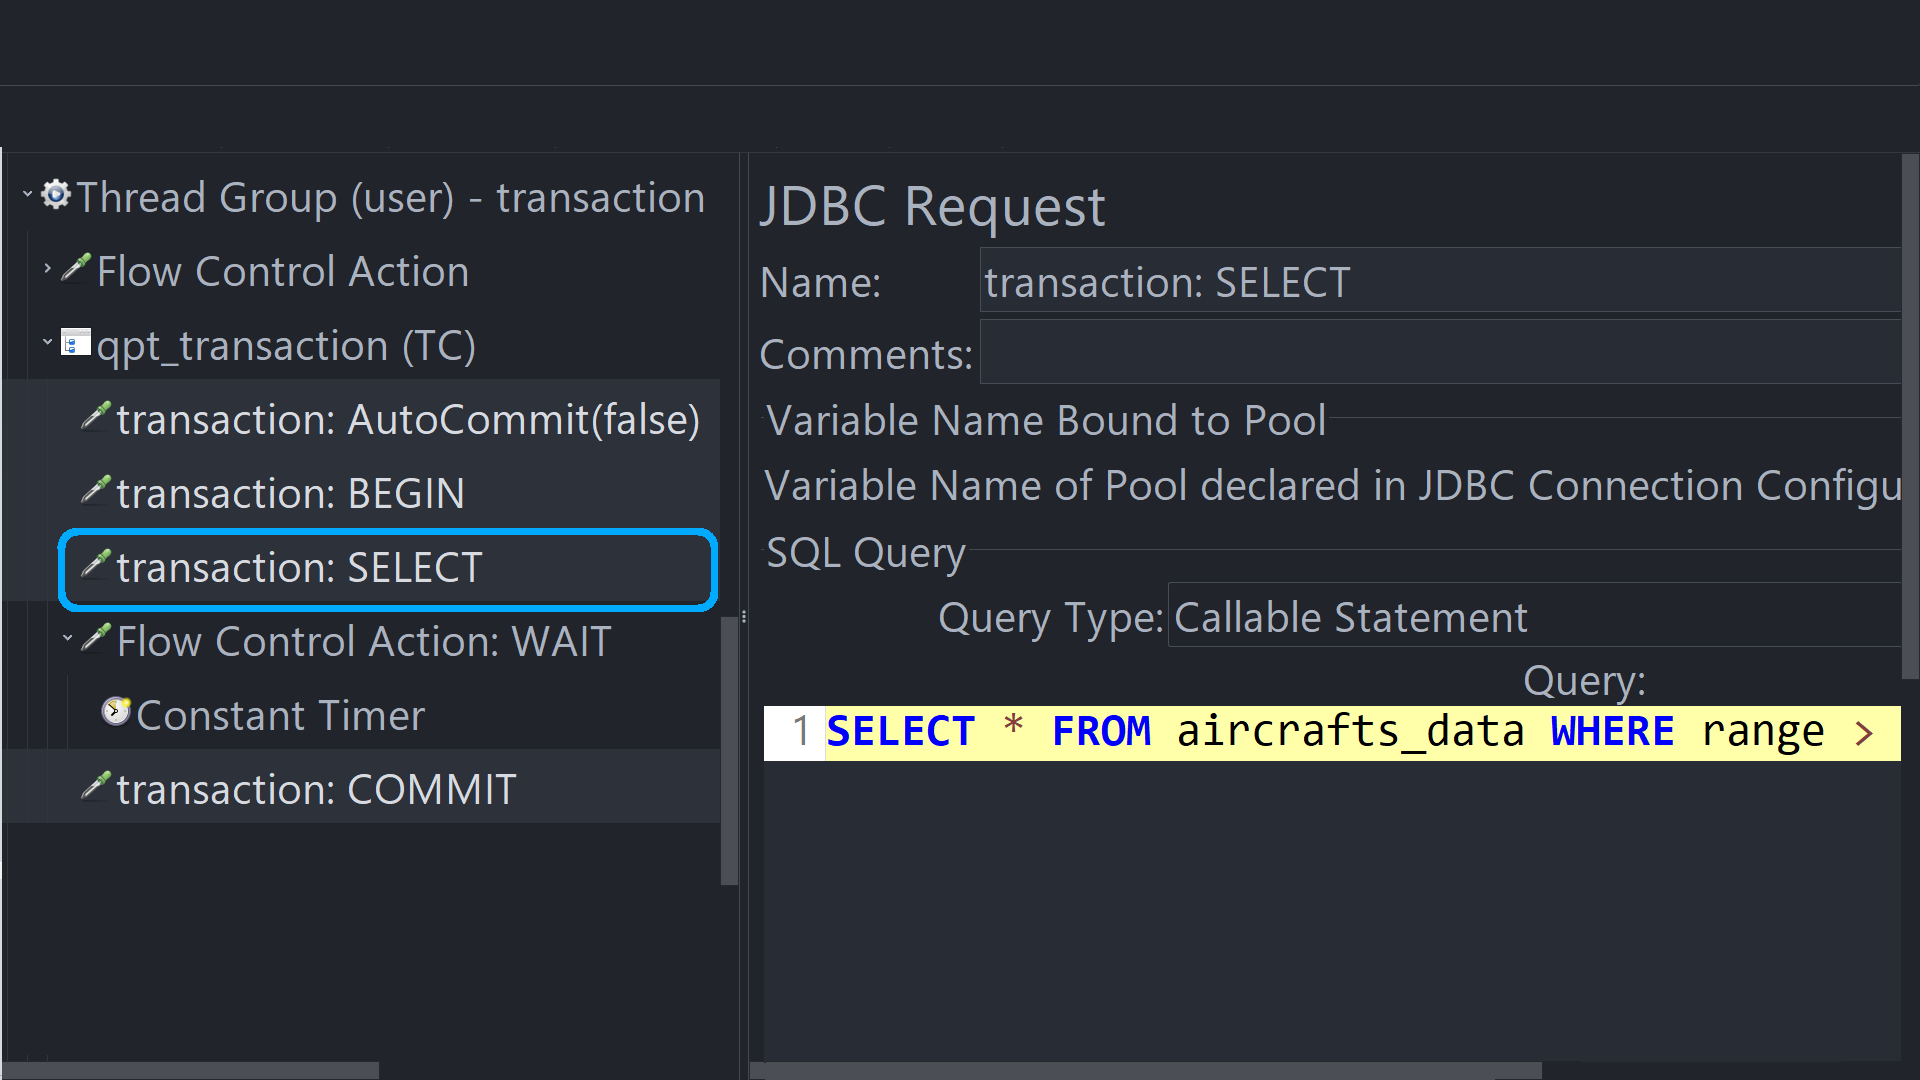 Thread Group (user) - transaction
Flow Control Action
qpt_transaction (TC)
transaction: AutoCommit(false)
transaction: BEGIN
transaction: SELECT
Flow Control Action: WAIT
Constant Timer
transaction: COMMIT
JDBC Request
Name: transaction: SELECT
Comments:
Variable Name Bound to Pool
Variable Name of Pool declared in JDBC Connection Configu
SQL Query
Query Type: Callable Statement
Query:
1 SELECT * FROM aircrafts_data WHERE range >